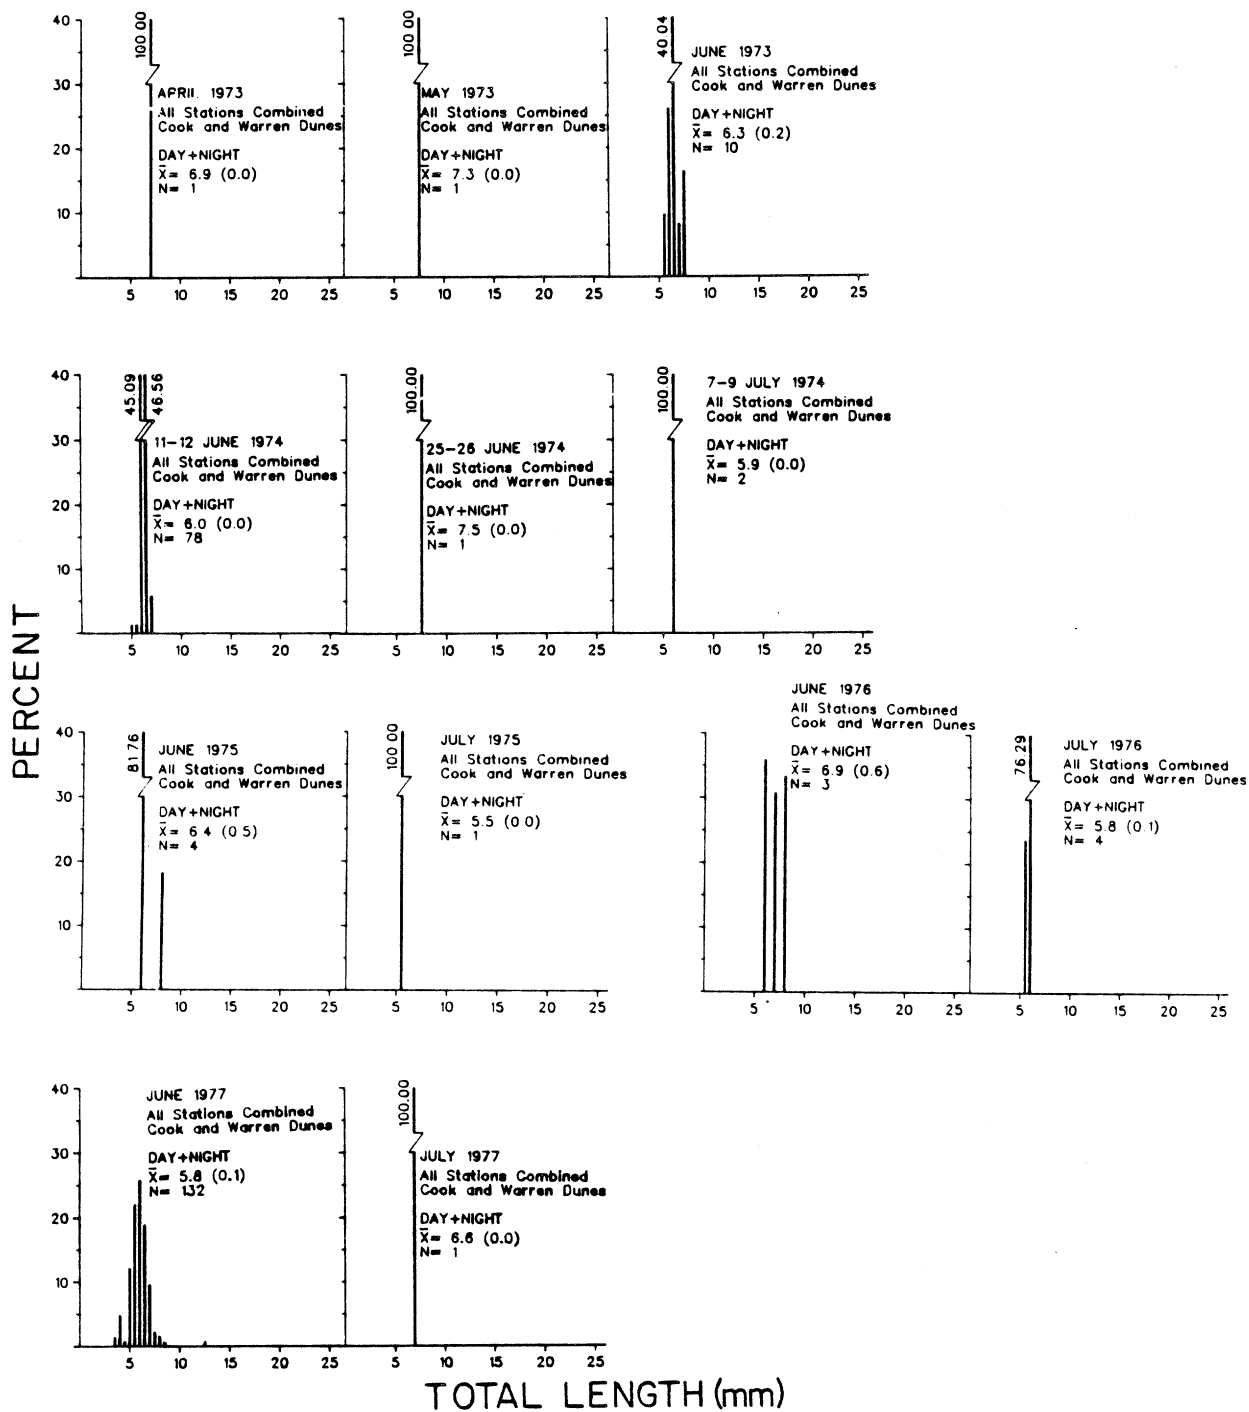 40
30
20
10
100.00
APRIL 1973
All Stations Combined
Cook and Warren Dunes
DAY+NIGHT
X̄= 6.9 (0.0)
N= 1
5 10 15 20 25
100.00
MAY 1973
All Stations Combined
Cook and Warren Dunes
DAY+NIGHT
X̄= 7.3 (0.0)
N= 1
5 10 15 20 25
40.04
JUNE 1973
All Stations Combined
Cook and Warren Dunes
DAY+NIGHT
X̄= 6.3 (0.2)
N= 10
5 10 15 20 25
40
30
20
10
45.09
46.56
11-12 JUNE 1974
All Stations Combined
Cook and Warren Dunes
DAY+NIGHT
X̄= 6.0 (0.0)
N= 78
5 10 15 20 25
100.00
25-26 JUNE 1974
All Stations Combined
Cook and Warren Dunes
DAY+NIGHT
X̄= 7.5 (0.0)
N= 1
5 10 15 20 25
100.00
7-9 JULY 1974
All Stations Combined
Cook and Warren Dunes
DAY+NIGHT
X̄= 5.9 (0.0)
N= 2
5 10 15 20 25
PERCENT
40
30
20
10
81.76
JUNE 1975
All Stations Combined
Cook and Warren Dunes
DAY+NIGHT
X̄= 6.4 (0.5)
N= 4
5 10 15 20 25
100.00
JULY 1975
All Stations Combined
Cook and Warren Dunes
DAY+NIGHT
X̄= 5.5 (0.0)
N= 1
5 10 15 20 25
JUNE 1976
All Stations Combined
Cook and Warren Dunes
DAY+NIGHT
X̄= 6.9 (0.6)
N= 3
5 10 15 20 25
76.29
JULY 1976
All Stations Combined
Cook and Warren Dunes
DAY+NIGHT
X̄= 5.8 (0.1)
N= 4
5 10 15 20 25
40
30
20
10
JUNE 1977
All Stations Combined
Cook and Warren Dunes
DAY+NIGHT
X̄= 5.8 (0.1)
N= 132
5 10 15 20 25
100.00
JULY 1977
All Stations Combined
Cook and Warren Dunes
DAY+NIGHT
X̄= 6.6 (0.0)
N= 1
5 10 15 20 25
TOTAL LENGTH (mm)